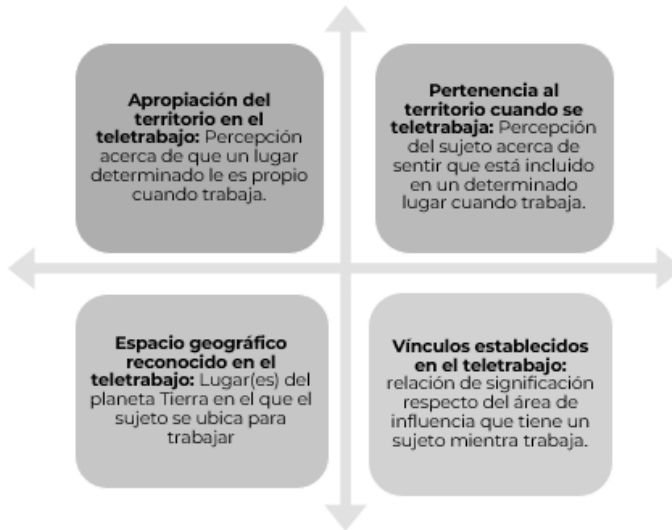 Apropiación del
territorio en el
teletrabajo: Percepción
acerca de que un lugar
determinado le es propio
cuando trabaja.
Pertenencia al
territorio cuando se
teletrabaja: Percepción
del sujeto acerca de
sentir que está incluido
en un determinado
lugar cuando trabaja.
Espacio geográfico
reconocido en el
teletrabajo: Lugar(es) del
planeta Tierra en el que el
sujeto se ubica para
trabajar
Vínculos establecidos
en el teletrabajo:
relación de significación
respecto del área de
influencia que tiene un
sujeto mientra trabaja.